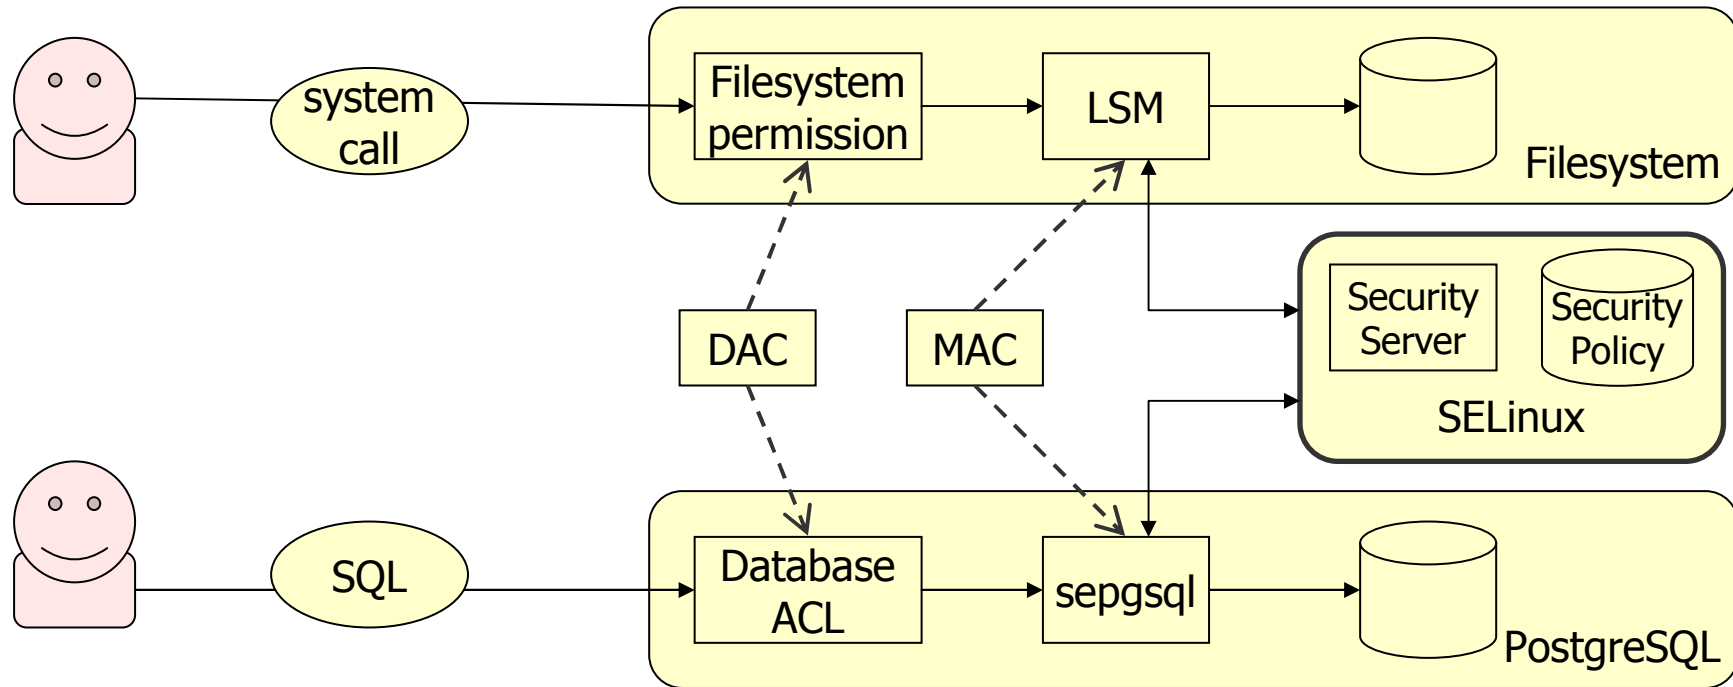 system
call
Filesystem
permission
LSM
Filesystem
DAC
MAC
Security
Server
Security
Policy
SELinux
SQL
Database
ACL
sepgsql
PostgreSQL